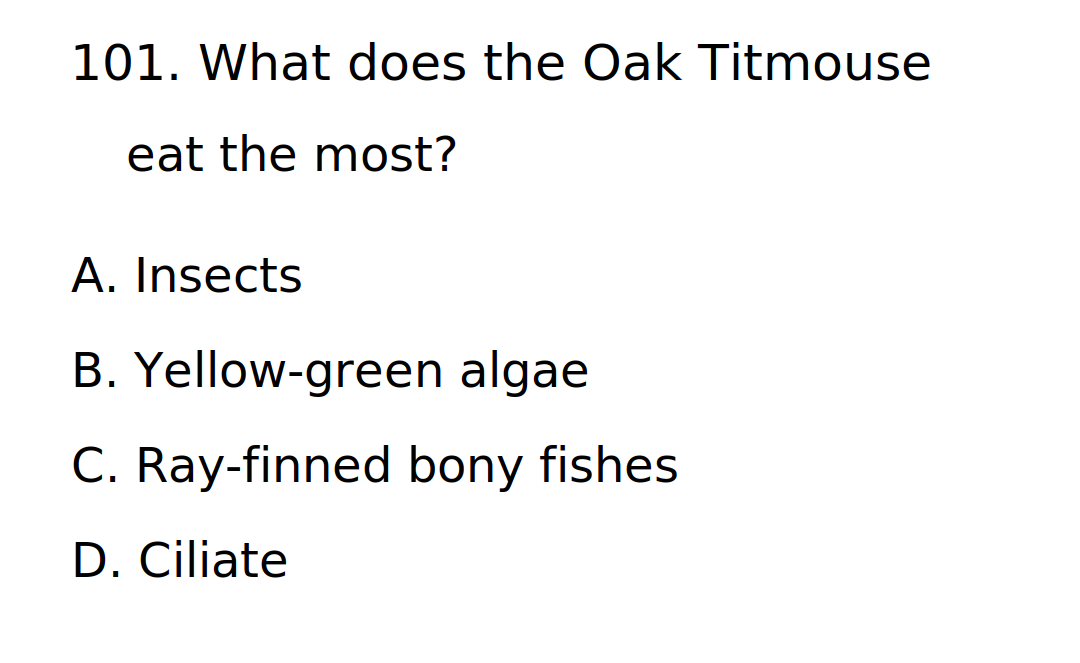 101. What does the Oak Titmouse
eat the most?
A. Insects
B. Yellow-green algae
C. Ray-finned bony fishes
D. Ciliate